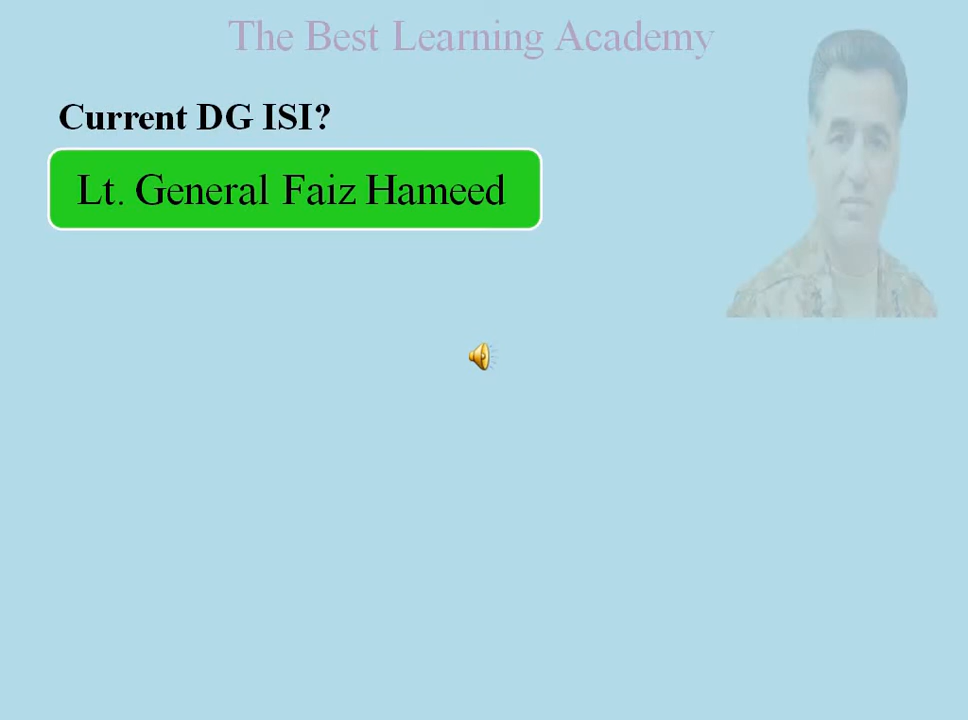 The Best Learning Academy
Current DG ISI?
Lt. General Faiz Hameed